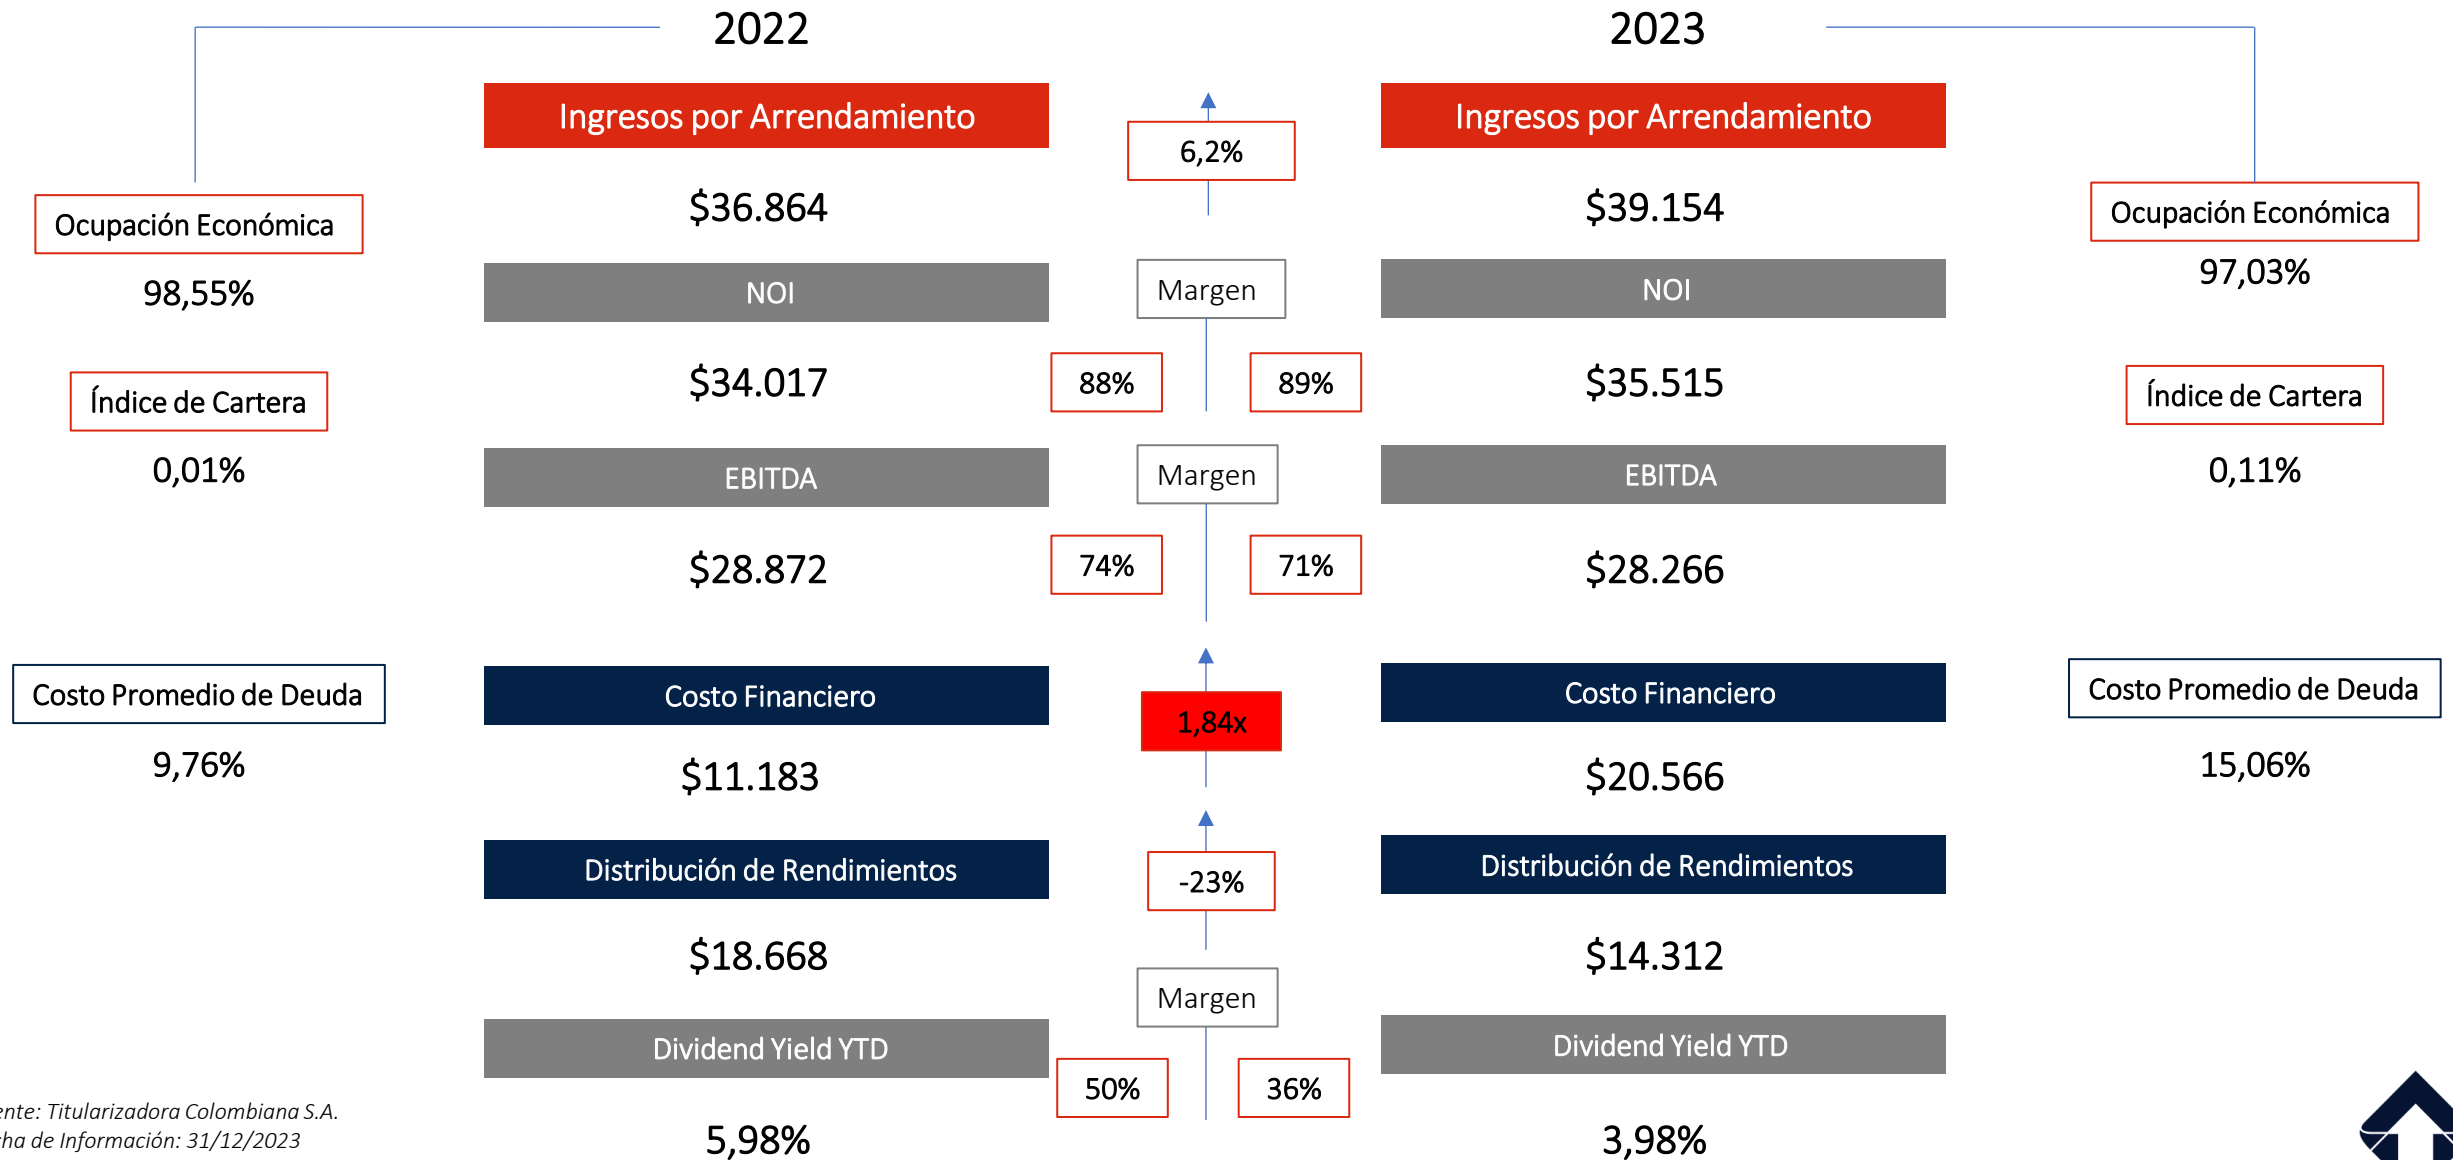 2022
2023
Ingresos por Arrendamiento
Ingresos por Arrendamiento
6,2%
$36.864
$39.154
Ocupación Económica
Ocupación Económica
98,55%
97,03%
NOI
Margen
NOI
$34.017
88%
89%
$35.515
Índice de Cartera
Índice de Cartera
0,01%
0,11%
EBITDA
Margen
EBITDA
$28.872
74%
71%
$28.266
Costo Promedio de Deuda
Costo Financiero
1,84x
Costo Financiero
Costo Promedio de Deuda
9,76%
$11.183
$20.566
15,06%
Distribución de Rendimientos
-23%
Distribución de Rendimientos
$18.668
$14.312
Margen
Dividend Yield YTD
Dividend Yield YTD
50%
36%
5,98%
3,98%
ente: Titularizadora Colombiana S.A.
cha de Información: 31/12/2023